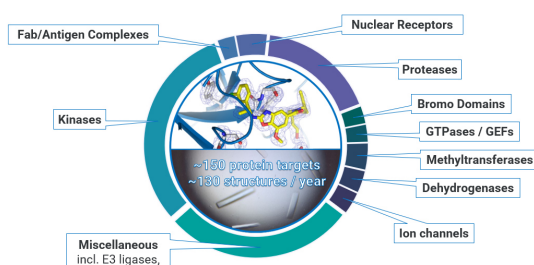 Nuclear Receptors
Fab/Antigen Complexes
Proteases
Bromo Domains
Kinases
GTPases / GEFs
~150 protein targets
~130 structures / year
Methyltransferases
Dehydrogenases
Ion channels
Miscellaneous
incl. E3 ligases,